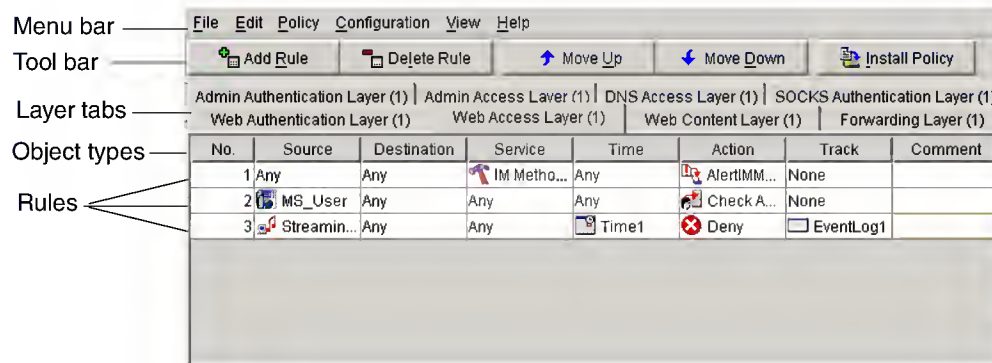 Menu bar
File Edit Policy Configuration View Help
Tool bar
Add Rule Delete Rule Move Up Move Down Install Policy
Layer tabs
Admin Authentication Layer (1) Admin Access Layer (1) DNS Access Layer (1) SOCKS Authentication Layer (1
Web Authentication Layer (1) Web Access Layer (1) Web Content Layer (1) Forwarding Layer (1)
Object types
No. Source Destination Service Time Action Track Comment
Rules
1 Any Any IM Metho... Any AlertIMM... None
2 MS_User Any Any Any Check A... None
3 Streamin... Any Any Time1 Deny EventLog1